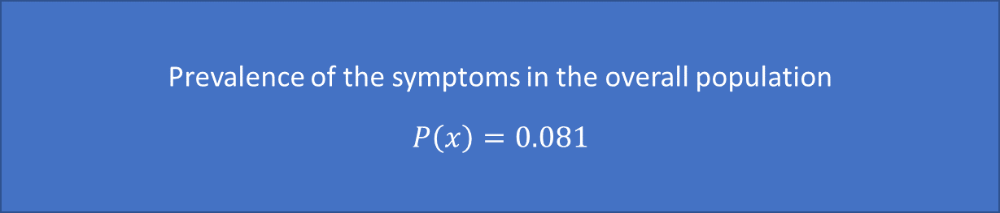 Prevalence of the symptoms in the overall population
P(x) = 0.081